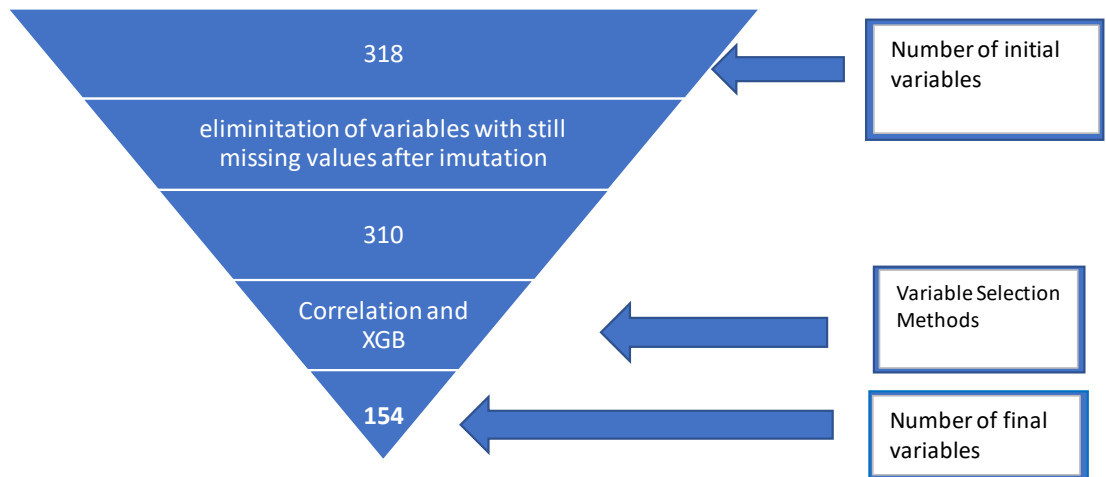 318
Number of initial
variables
eliminitation of variables with still
missing values after imutation
310
Correlation and
XGB
Variable Selection
Methods
154
Number of final
variables